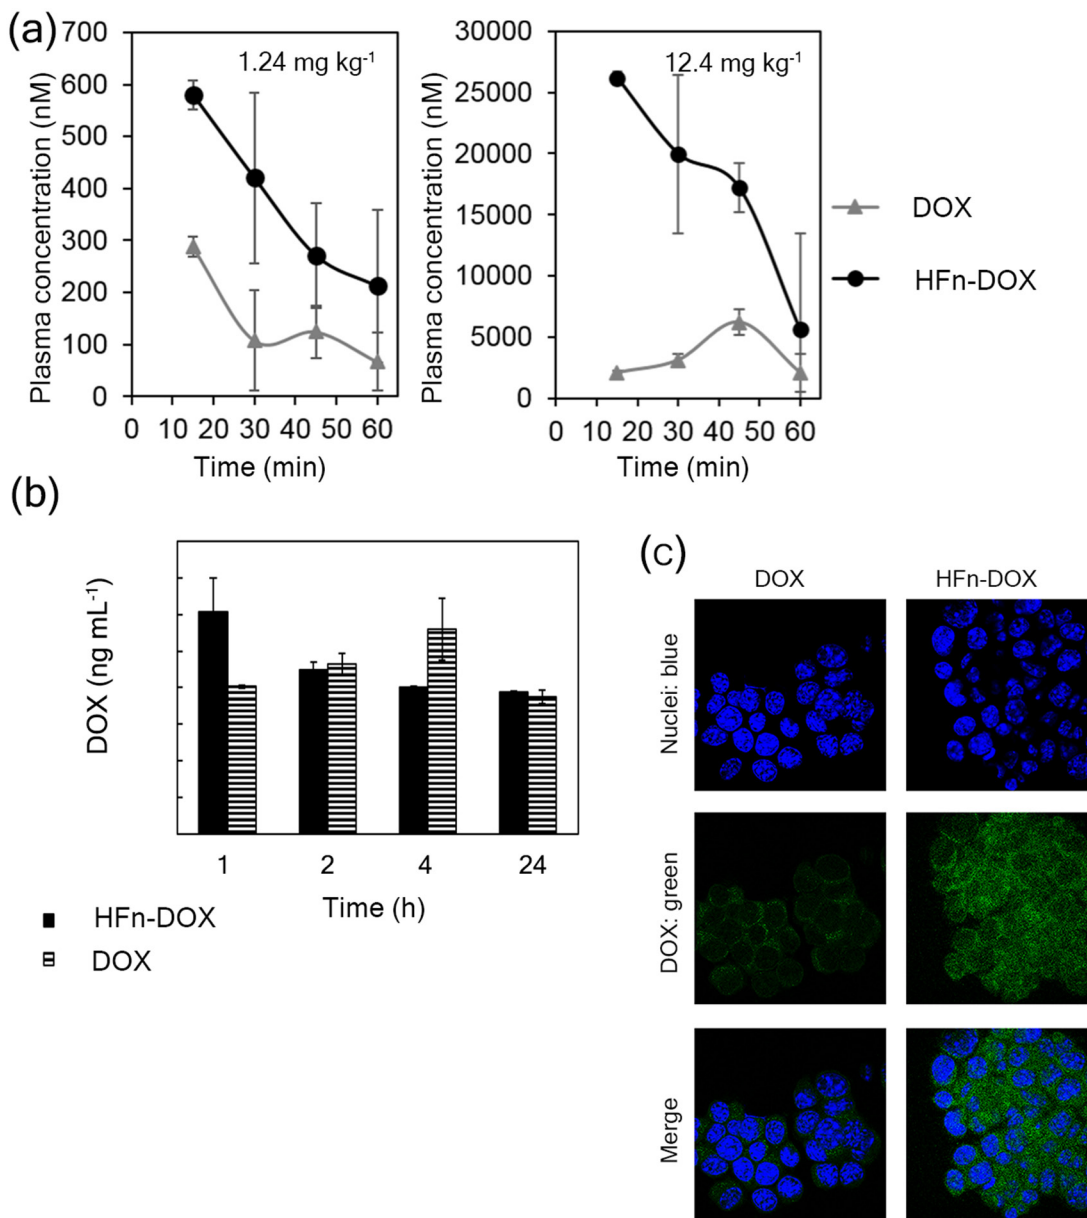 (a)
700
600
500
400
300
200
100
0
Plasma concentration (nM)
1.24 mg kg⁻¹
0 10 20 30 40 50 60
Time (min)
30000
25000
20000
15000
10000
5000
0
Plasma concentration (nM)
12.4 mg kg⁻¹
0 10 20 30 40 50 60
Time (min)
DOX
HFn-DOX
(b)
DOX (ng mL⁻¹)
1 2 4 24
Time (h)
HFn-DOX
DOX
(c)
DOX HFn-DOX
Nuclei: blue
DOX: green
Merge